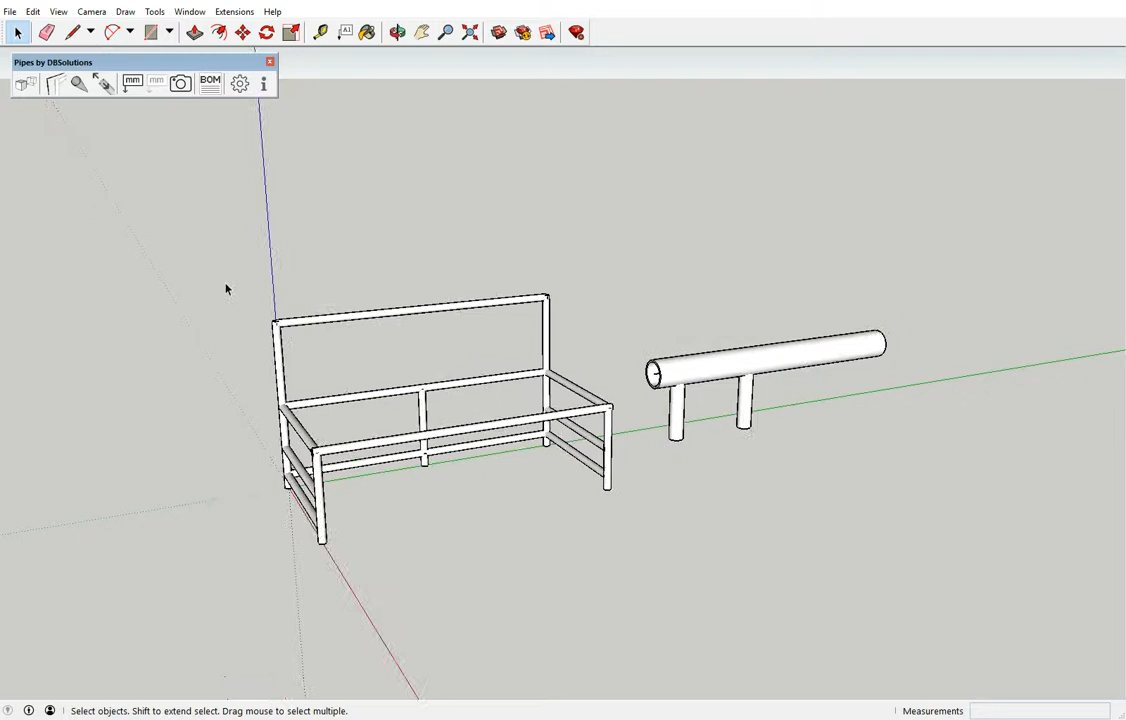 File Edit View Camera Draw Tools Window Extensions Help
A1
Pipes by DBSolutions
mm mm BOM
Select objects. Shift to extend select. Drag mouse to select multiple.
Measurements